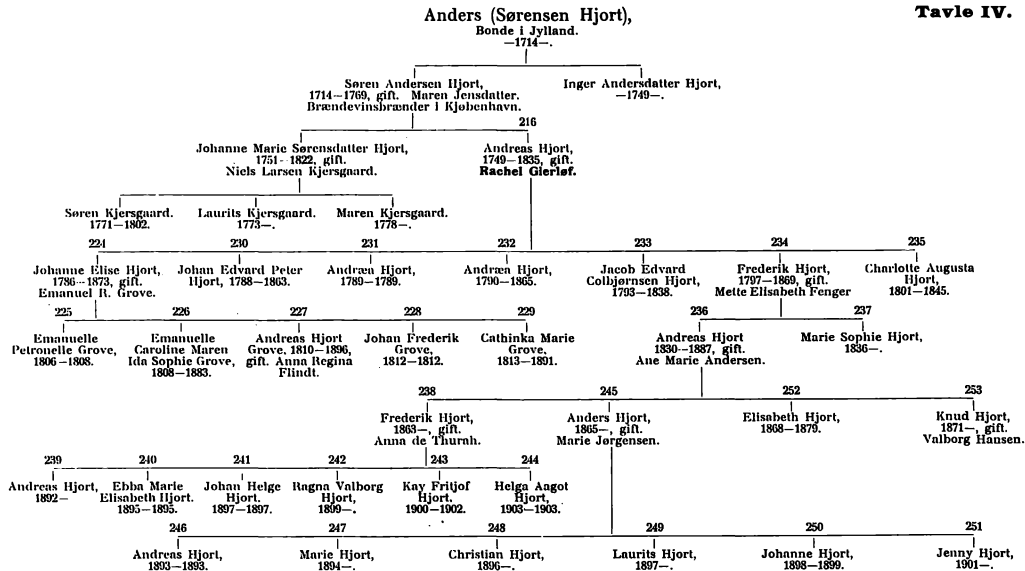 Tavle IV.
Anders (Sørensen Hjort),
Bonde i Jylland.
—1714—.
Søren Andersen Hjort,
1714—1769, gift. Maren Jensdatter.
Brændevinsbrænder i Kjøbenhavn.
Inger Andersdatter Hjort,
—1749—.
Johanne Marie Sørensdatter Hjort,
1751—1822, gift.
Niels Larsen Kjersgaard.
216
Andreas Hjort,
1749—1835, gift.
Rachel Gierløf.
Søren Kjersgaard.
1771—1802.
Laurits Kjersgaard.
1773—.
Maren Kjersgaard.
1778—.
224
Johanne Elise Hjort,
1786—1873, gift.
Emanuel R. Grove.
230
Johan Edvard Peter
Hjort, 1788—1863.
231
Andræn Hjort,
1789—1789.
232
Andræn Hjort,
1790—1865.
233
Jacob Edvard
Colbjørnsen Hjort,
1793—1838.
234
Frederik Hjort,
1797—1869, gift.
Mette Elisabeth Fenger
235
Charlotte Augusta
Hjort,
1801—1845.
225
Emanuelle
Petronelle Grove,
1806—1808.
226
Emanuelle
Caroline Maren
Ida Sophie Grove,
1808—1883.
227
Andreas Hjort
Grove, 1810—1896,
gift. Anna Regina
Flindt.
228
Johan Frederik
Grove,
1812—1812.
229
Cathinka Marie
Grove,
1813—1891.
236
Andreas Hjort
1830—1887, gift.
Ane Marie Andersen.
237
Marie Sophie Hjort,
1836—.
238
Frederik Hjort,
1863—, gift.
Anna de Thurah.
245
Anders Hjort,
1865—, gift.
Marie Jørgensen.
252
Elisabeth Hjort,
1868—1879.
253
Knud Hjort,
1871—, gift.
Valborg Hansen.
239
Andreas Hjort,
1892—
240
Ebba Marie
Elisabeth Hjort.
1895—1895.
241
Johan Helge
Hjort.
1897—1897.
242
Ragna Valborg
Hjort,
1899—.
243
Kay Fritjof
Hjort.
1900—1902.
244
Helga Aagot
Hjort,
1903—1903.
246
Andreas Hjort,
1893—1893.
247
Marie Hjort,
1894—.
248
Christian Hjort,
1896—.
249
Laurits Hjort,
1897—.
250
Johanne Hjort,
1898—1899.
251
Jenny Hjort,
1901—.